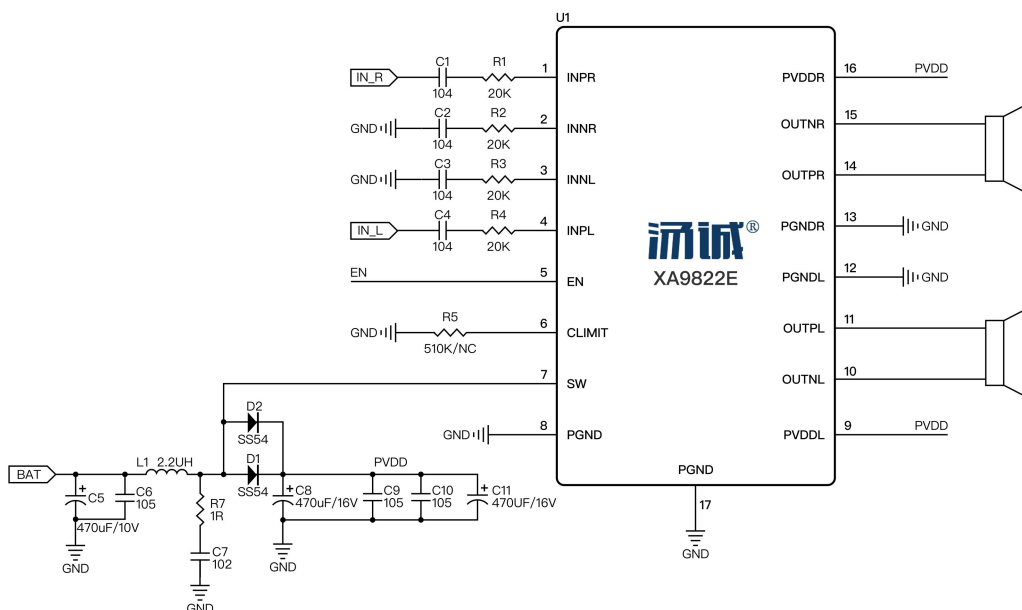 U1
IN_R
C1
104
R1
20K
1
INPR
GND
C2
104
R2
20K
2
INNR
GND
C3
104
R3
20K
3
INNL
IN_L
C4
104
R4
20K
4
INPL
EN
5
EN
GND
R5
510K/NC
6
CLIMIT
7
SW
GND
8
PGND
PVDDR
16
PVDD
OUTNR
15
OUTPR
14
PGNDR
13
GND
PGNDL
12
GND
OUTPL
11
OUTNL
10
PVDDL
9
PVDD
PGND
17
GND
汤诚®
XA9822E
D2
SS54
BAT
L1 2.2UH
D1
SS54
PVDD
+
C5
470uF/10V
C6
105
R7
1R
C7
102
+
C8
470uF/16V
C9
105
C10
105
+
C11
470UF/16V
GND
GND
GND